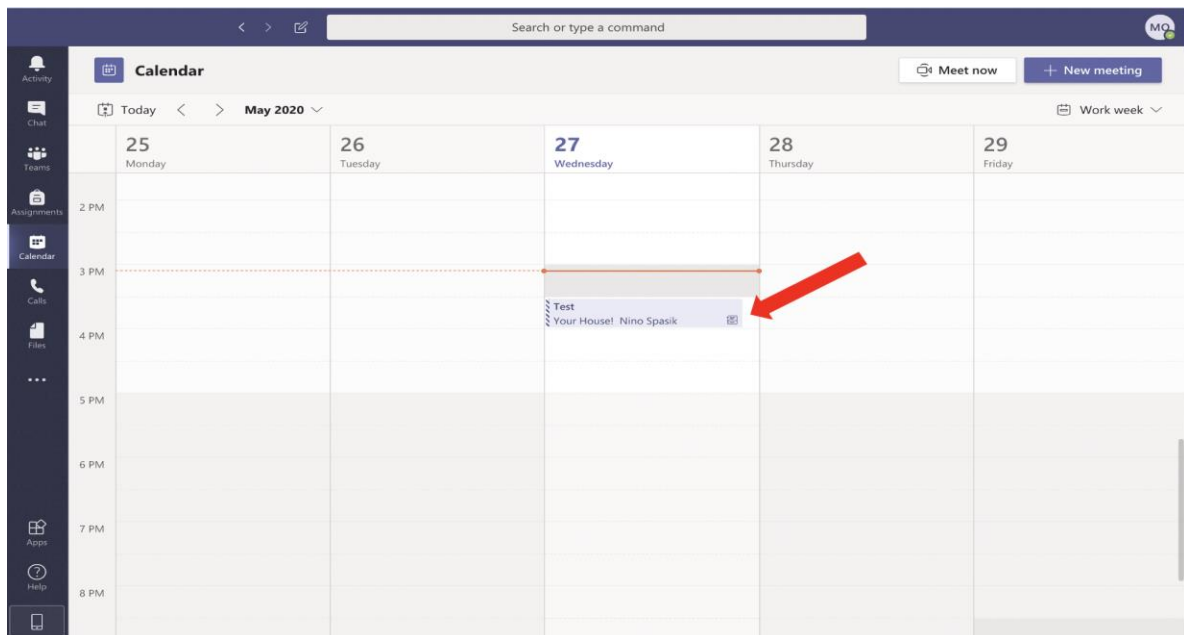 Search or type a command
MQ
Activity
Chat
Teams
Assignments
Calendar
Calls
Files
Apps
Help
Calendar
Meet now
New meeting
Today
May 2020
Work week
25
Monday
26
Tuesday
27
Wednesday
28
Thursday
29
Friday
2 PM
3 PM
Test
Your House! Nino Spasik
4 PM
5 PM
6 PM
7 PM
8 PM